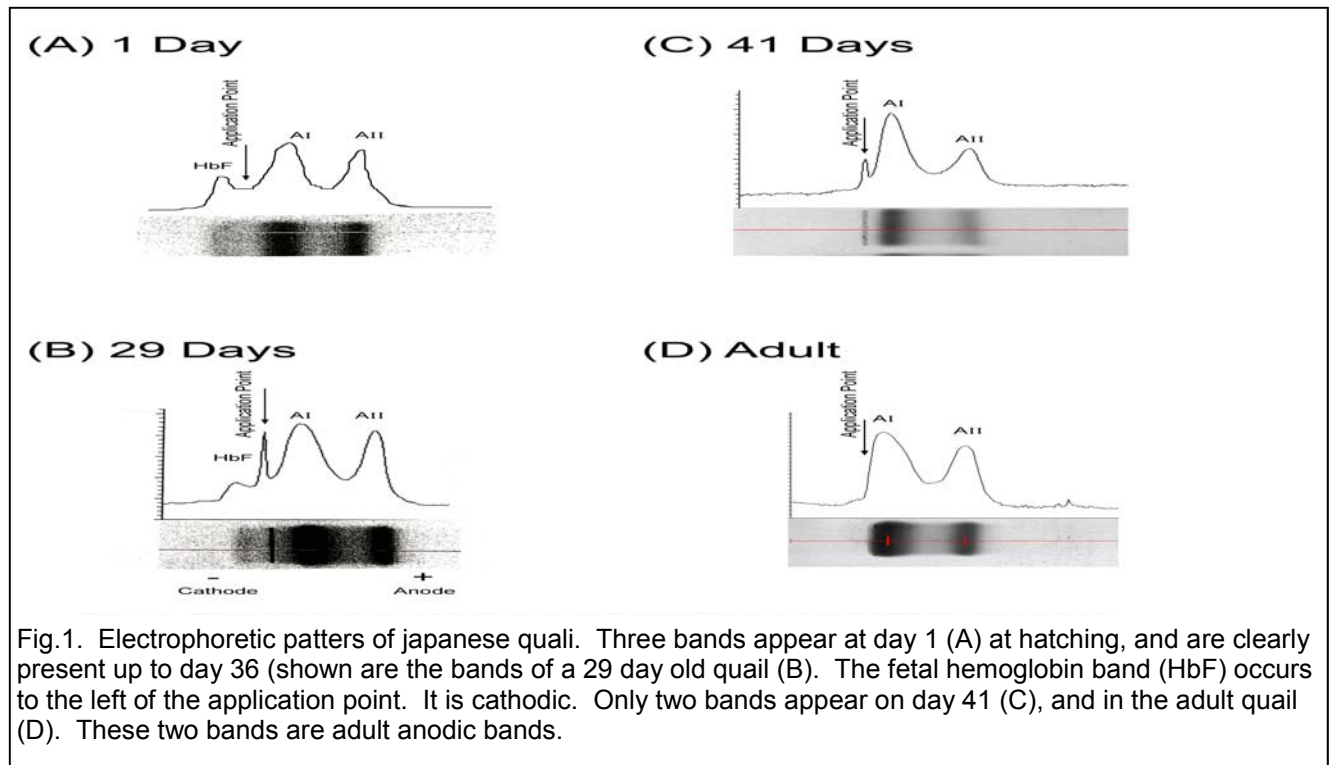 (A) 1 Day
Application Point
HbF
AI
AII
(C) 41 Days
Application Point
AI
AII
(B) 29 Days
Application Point
HbF
AI
AII
-
+
Cathode
Anode
(D) Adult
Application Point
AI
AII
Fig.1. Electrophoretic patters of japanese quali. Three bands appear at day 1 (A) at hatching, and are clearly
present up to day 36 (shown are the bands of a 29 day old quail (B). The fetal hemoglobin band (HbF) occurs
to the left of the application point. It is cathodic. Only two bands appear on day 41 (C), and in the adult quail
(D). These two bands are adult anodic bands.